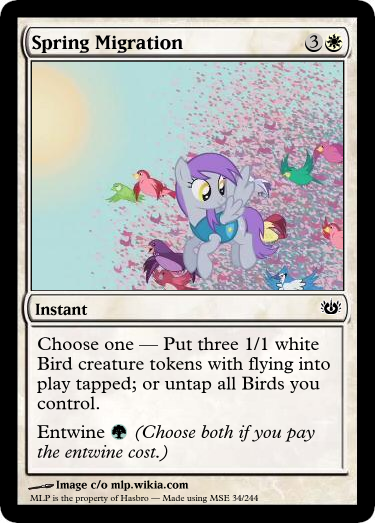 Spring Migration 3
Instant
Choose one — Put three 1/1 white
Bird creature tokens with flying into
play tapped; or untap all Birds you
control.
Entwine (Choose both if you pay
the entwine cost.)
Image c/o mlp.wikia.com
MLP is the property of Hasbro — Made using MSE 34/244